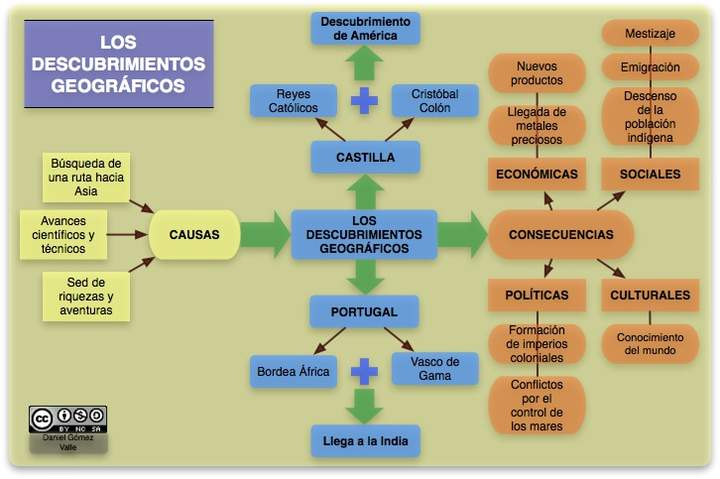 LOS
DESCUBRIMIENTOS
GEOGRÁFICOS
Descubrimiento
de América
Reyes
Católicos
Cristóbal
Colón
CASTILLA
Búsqueda de
una ruta hacia
Asia
Avances
científicos y
técnicos
Sed de
riquezas y
aventuras
CAUSAS
LOS
DESCUBRIMIENTOS
GEOGRÁFICOS
CONSECUENCIAS
Nuevos
productos
Llegada de
metales
preciosos
ECONÓMICAS
Mestizaje
Emigración
Descenso
de la
población
indígena
SOCIALES
POLÍTICAS
Formación
de imperios
coloniales
Conflictos
por el
control de
los mares
CULTURALES
Conocimiento
del mundo
PORTUGAL
Bordea África
Vasco de
Gama
Llega a la India
CC
BY NC SA
Daniel Gómez
Valle